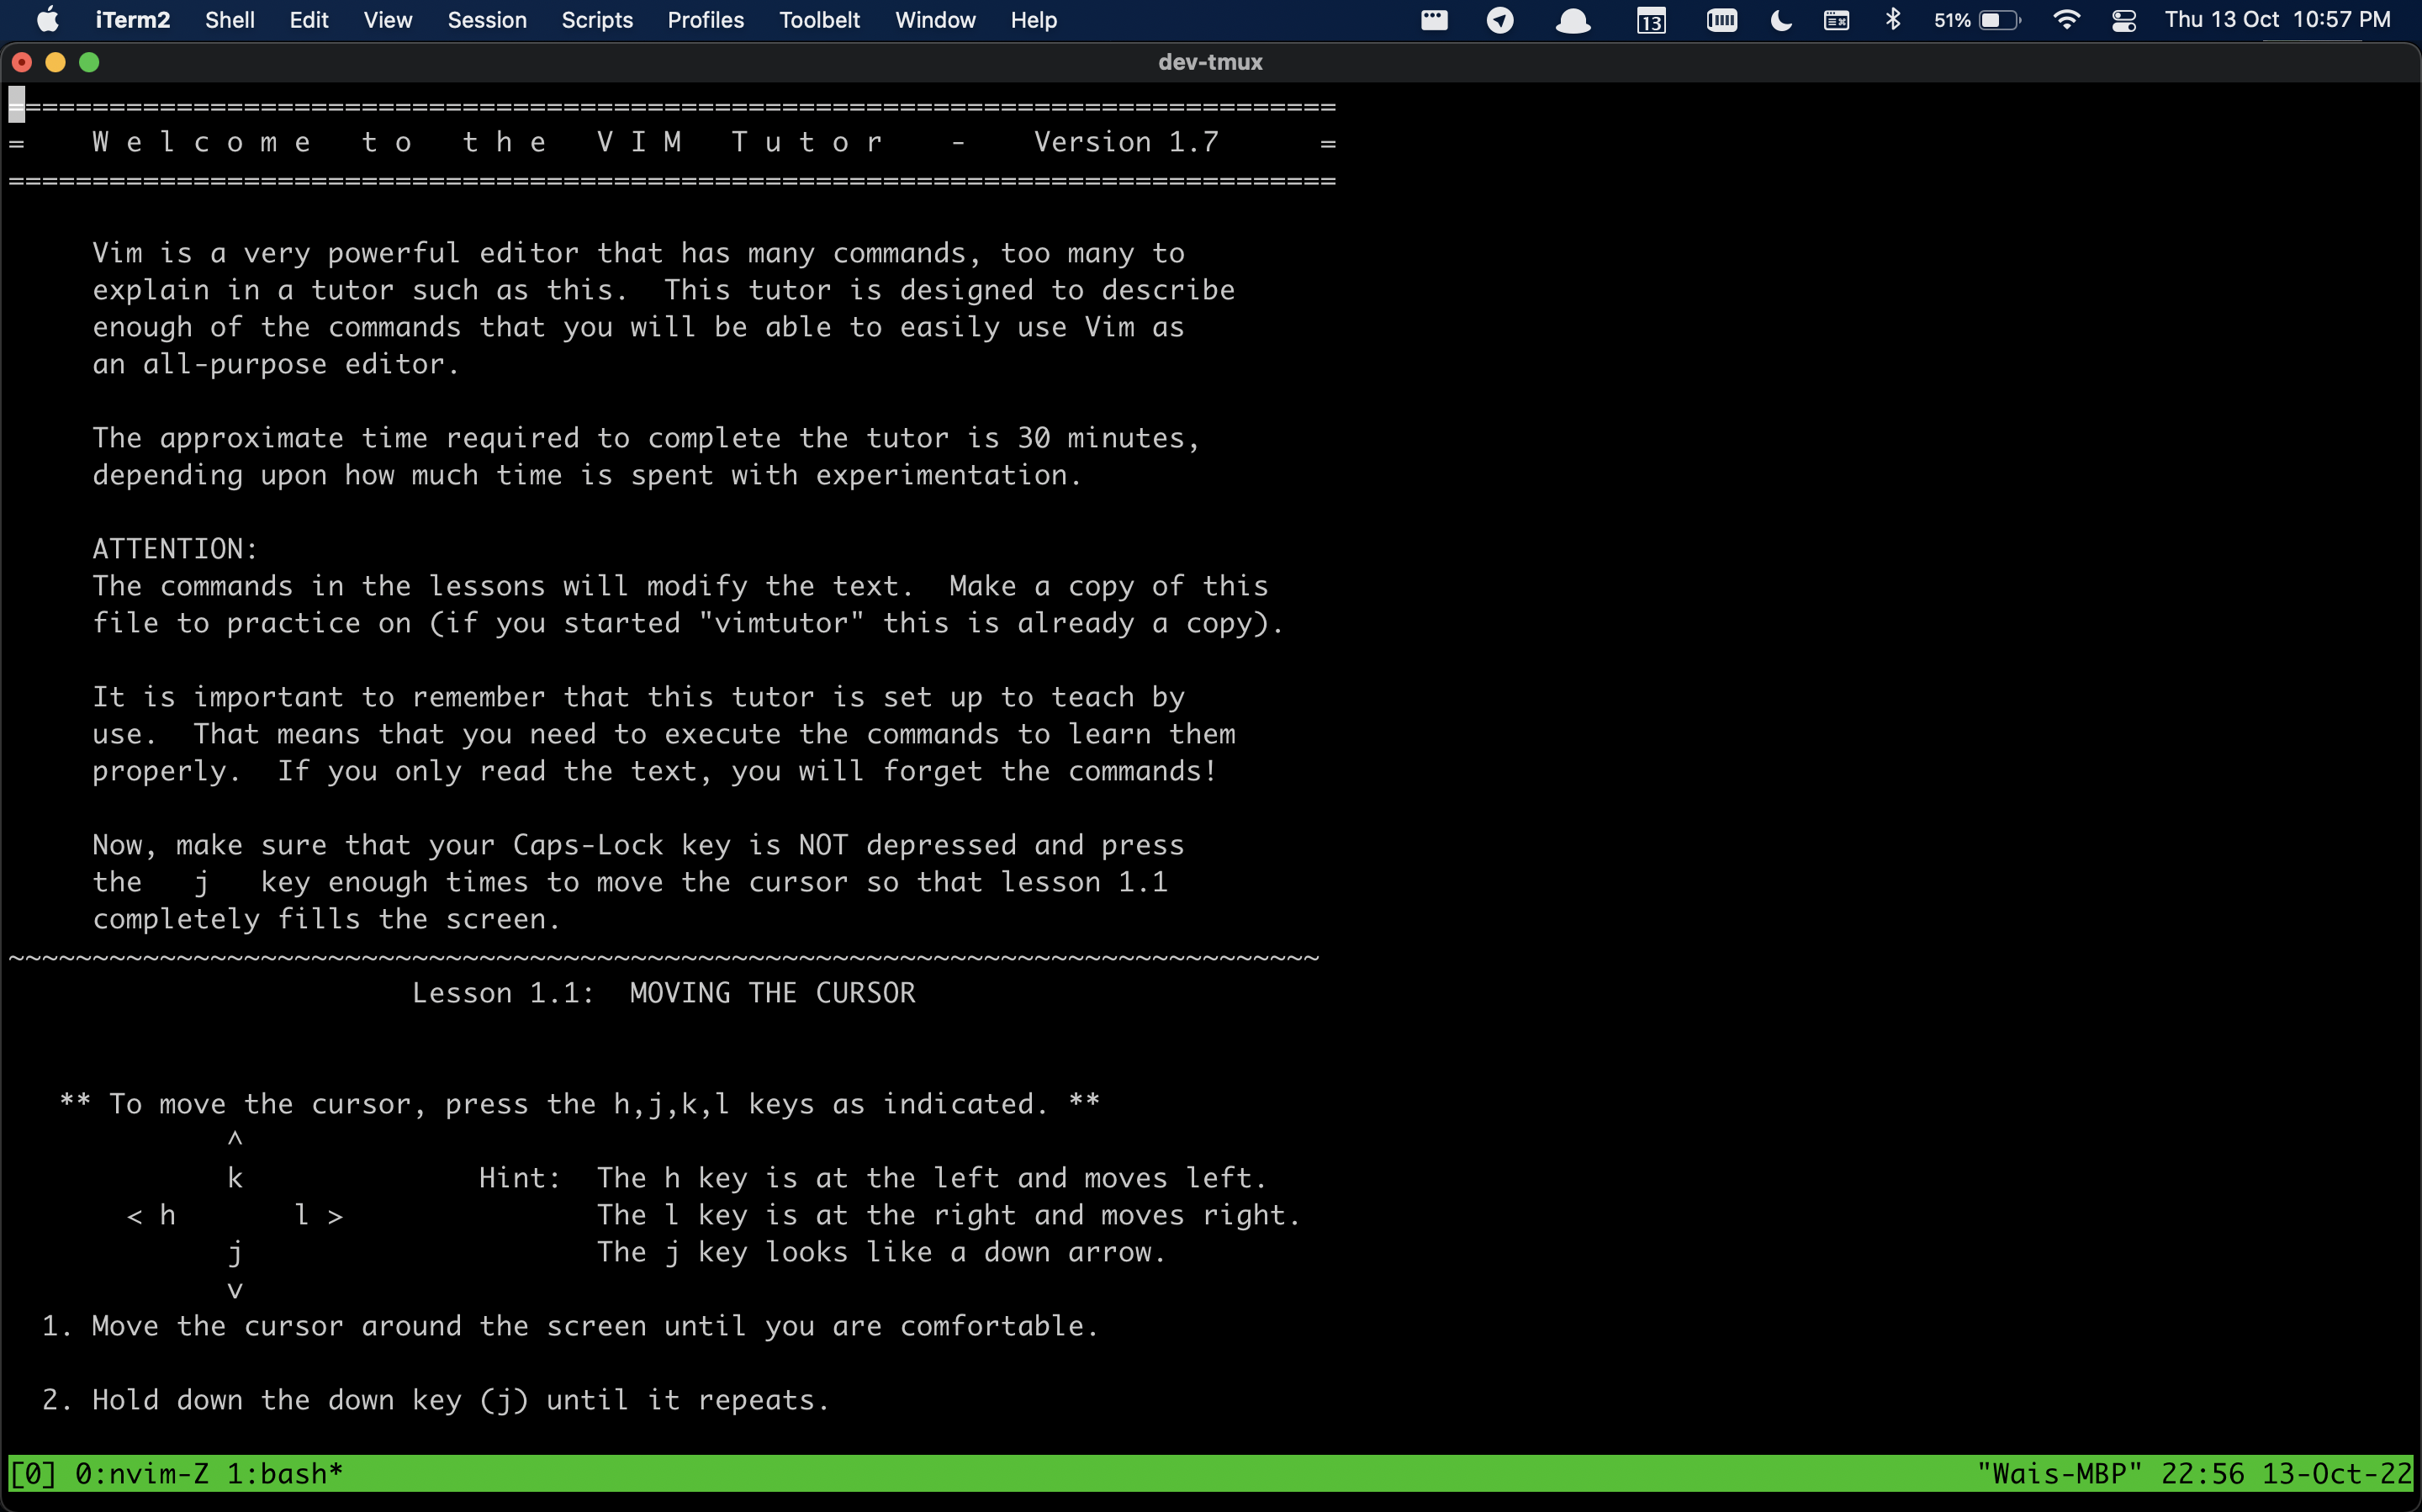 iTerm2 Shell Edit View Session Scripts Profiles Toolbelt Window Help 13 51% Thu 13 Oct 10:57 PM
dev-tmux
===============================================================================
=    W e l c o m e   t o   t h e   V I M   T u t o r    -    Version 1.7      =
===============================================================================
Vim is a very powerful editor that has many commands, too many to
explain in a tutor such as this.  This tutor is designed to describe
enough of the commands that you will be able to easily use Vim as
an all-purpose editor.
The approximate time required to complete the tutor is 30 minutes,
depending upon how much time is spent with experimentation.
ATTENTION:
The commands in the lessons will modify the text.  Make a copy of this
file to practice on (if you started "vimtutor" this is already a copy).
It is important to remember that this tutor is set up to teach by
use.  That means that you need to execute the commands to learn them
properly.  If you only read the text, you will forget the commands!
Now, make sure that your Caps-Lock key is NOT depressed and press
the   j   key enough times to move the cursor so that lesson 1.1
completely fills the screen.
~~~~~~~~~~~~~~~~~~~~~~~~~~~~~~~~~~~~~~~~~~~~~~~~~~~~~~~~~~~~~~~~~~~~~~~~~~~~~~
Lesson 1.1:  MOVING THE CURSOR
** To move the cursor, press the h,j,k,l keys as indicated. **
^
k              Hint:  The h key is at the left and moves left.
< h       l >               The l key is at the right and moves right.
j                     The j key looks like a down arrow.
v
1. Move the cursor around the screen until you are comfortable.
2. Hold down the down key (j) until it repeats.
[0] 0:nvim-Z 1:bash* "Wais-MBP" 22:56 13-Oct-22